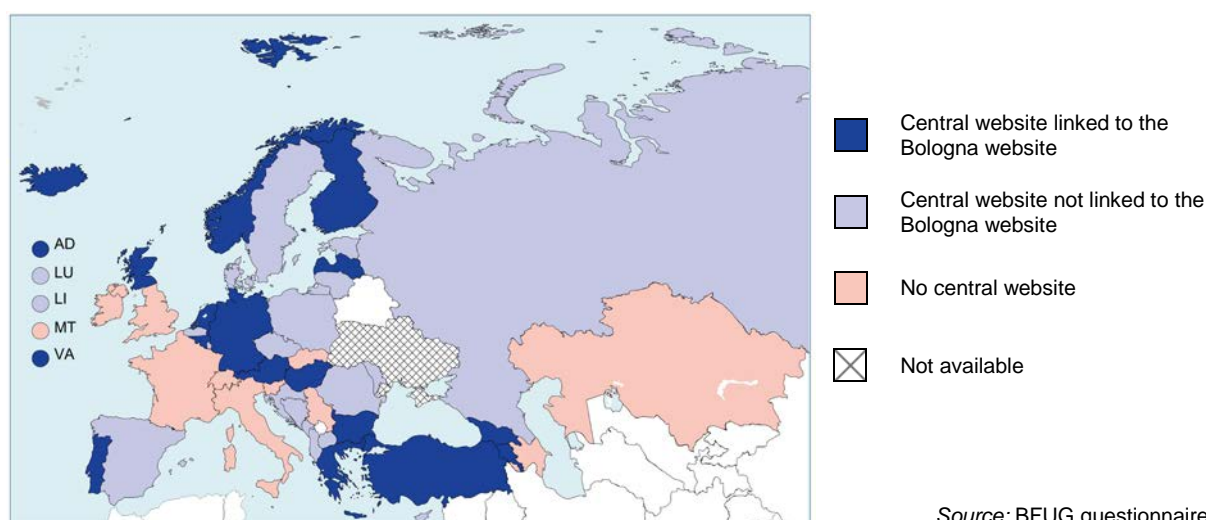 AD
LU
LI
MT
VA
Central website linked to the
Bologna website
Central website not linked to the
Bologna website
No central website
Not available
Source: BFUG questionnaire